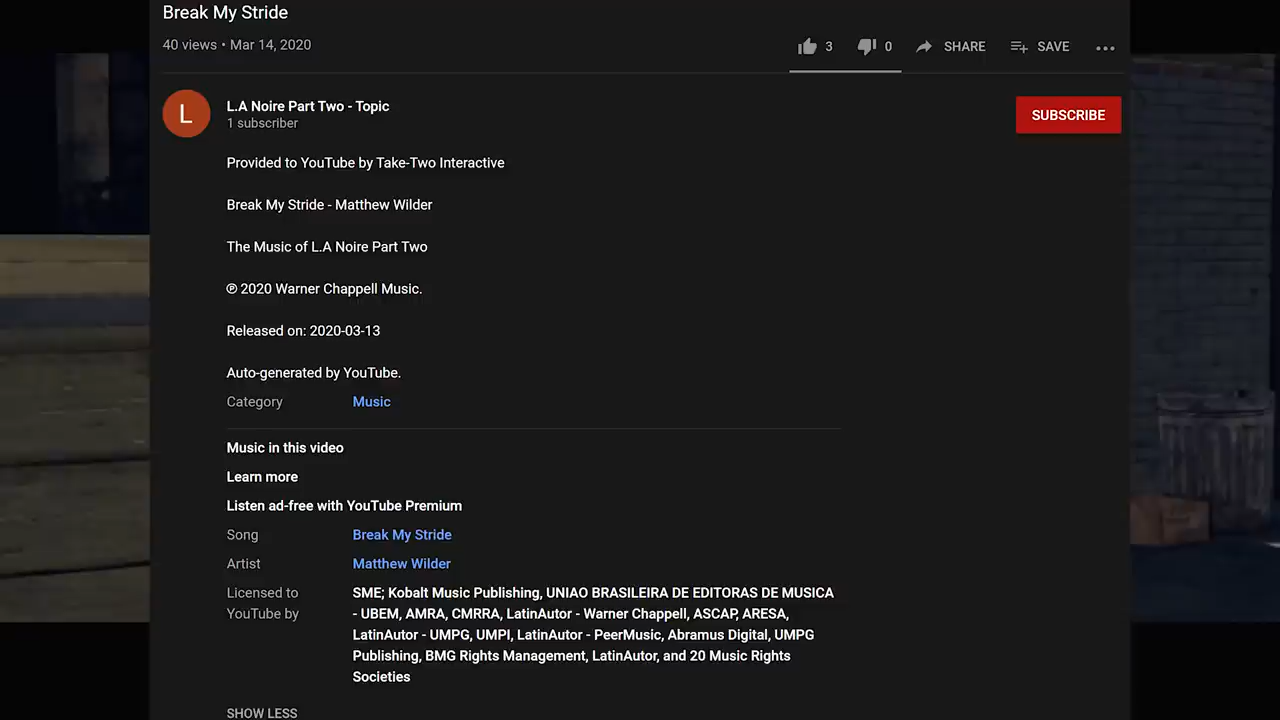 Break My Stride
40 views • Mar 14, 2020
3
0
SHARE
SAVE
L
L.A Noire Part Two - Topic
1 subscriber
SUBSCRIBE
Provided to YouTube by Take-Two Interactive
Break My Stride - Matthew Wilder
The Music of L.A Noire Part Two
℗ 2020 Warner Chappell Music.
Released on: 2020-03-13
Auto-generated by YouTube.
Category Music
Music in this video
Learn more
Listen ad-free with YouTube Premium
Song Break My Stride
Artist Matthew Wilder
Licensed to YouTube by
SME; Kobalt Music Publishing, UNIAO BRASILEIRA DE EDITORAS DE MUSICA
- UBEM, AMRA, CMRRA, LatinAutor - Warner Chappell, ASCAP, ARESA,
LatinAutor - UMPG, UMPI, LatinAutor - PeerMusic, Abramus Digital, UMPG
Publishing, BMG Rights Management, LatinAutor, and 20 Music Rights
Societies
SHOW LESS